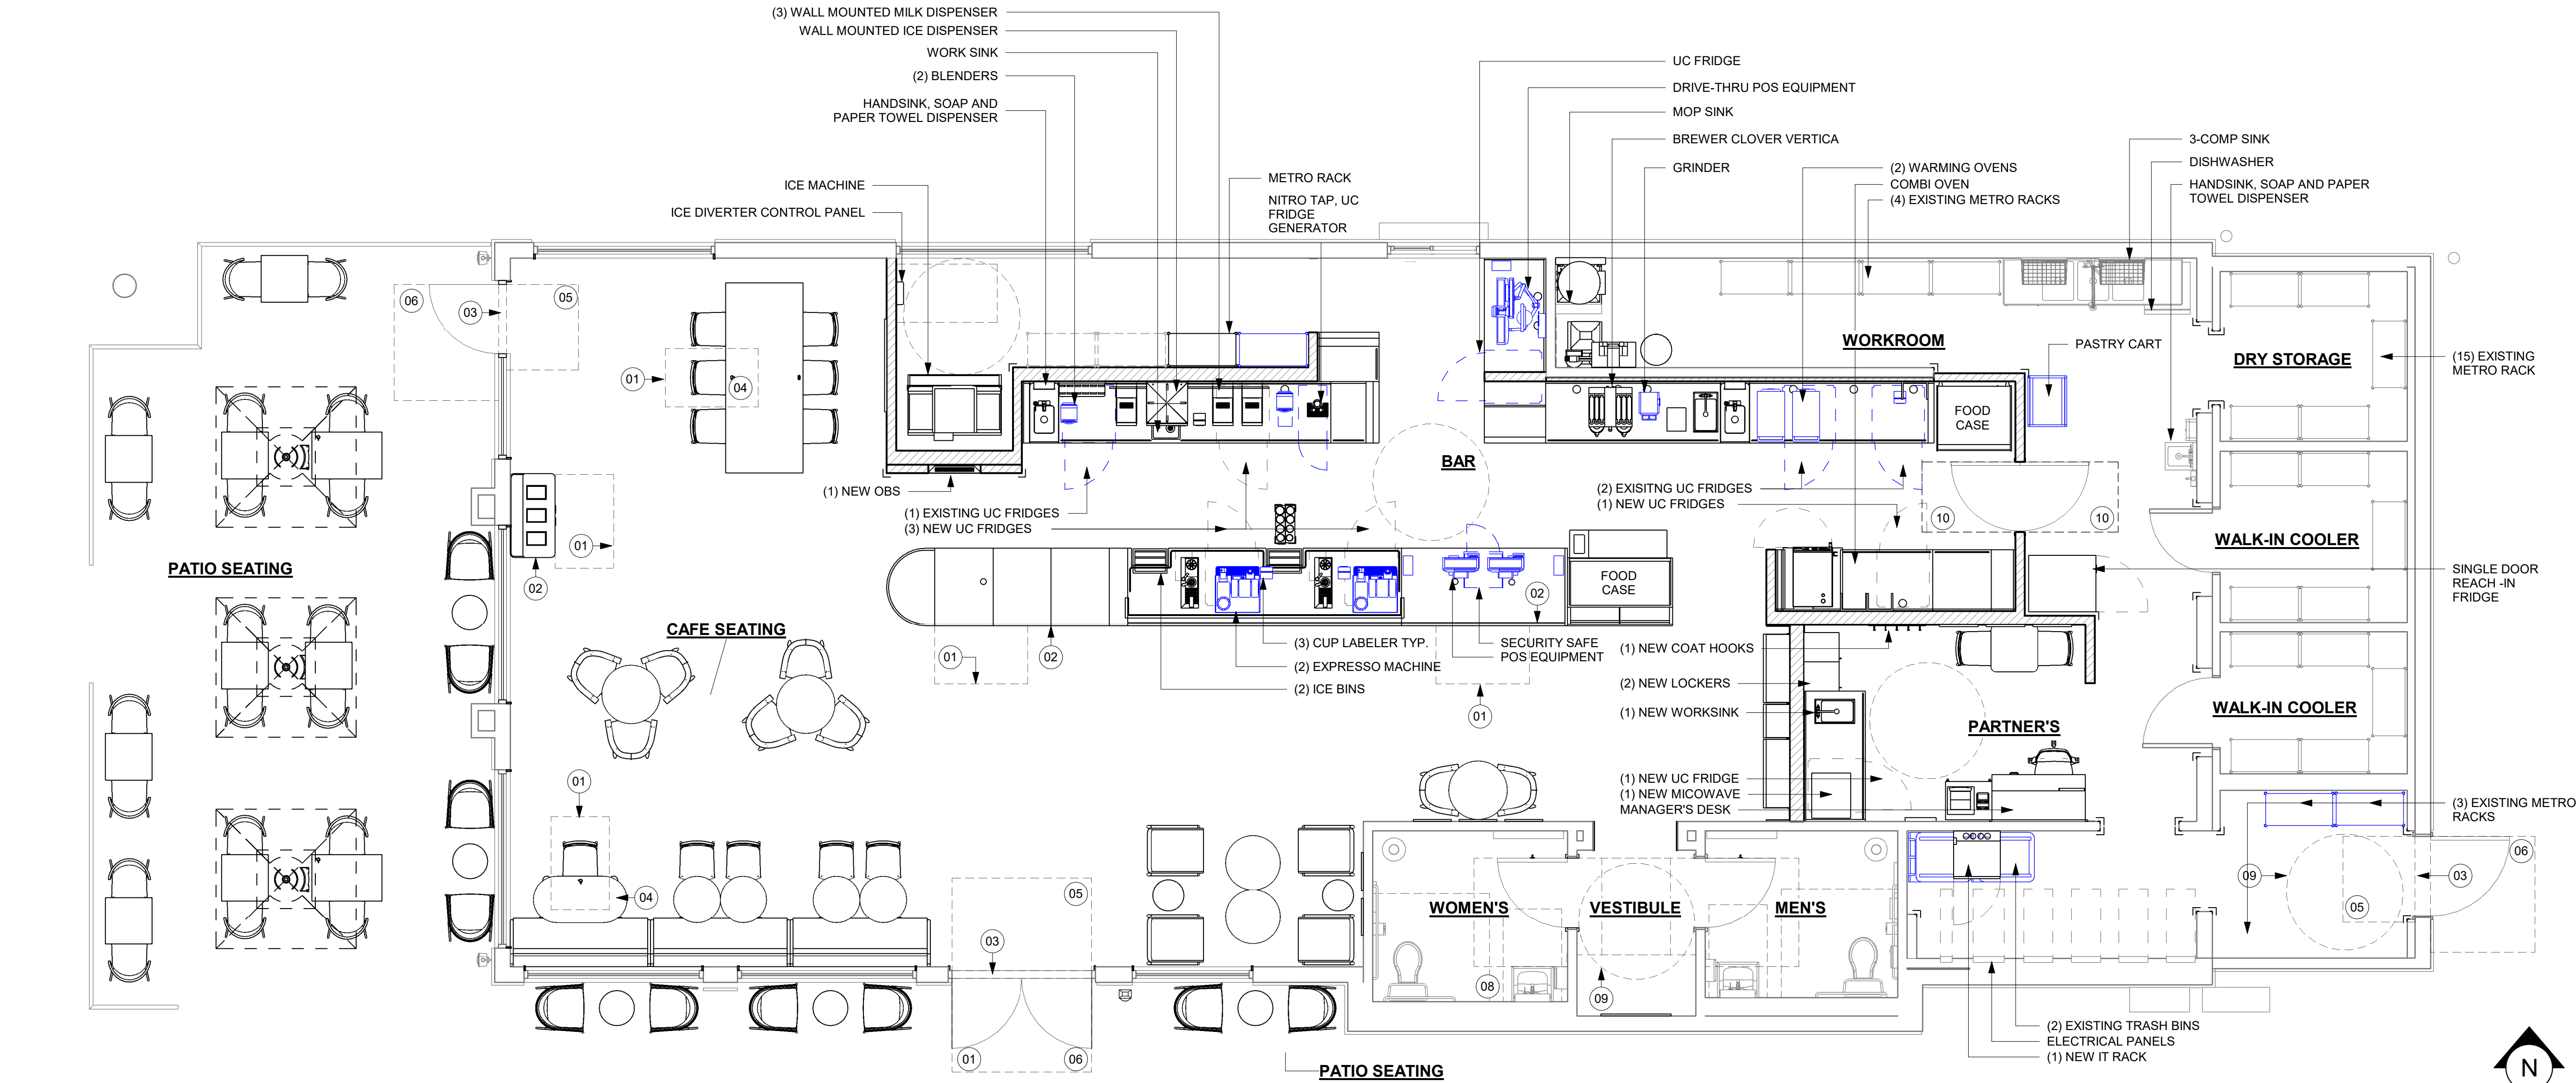 (3) WALL MOUNTED MILK DISPENSER
WALL MOUNTED ICE DISPENSER
WORK SINK
(2) BLENDERS
HANDSINK, SOAP AND
PAPER TOWEL DISPENSER
ICE MACHINE
ICE DIVERTER CONTROL PANEL
METRO RACK
NITRO TAP, UC
FRIDGE
GENERATOR
UC FRIDGE
DRIVE-THRU POS EQUIPMENT
MOP SINK
BREWER CLOVER VERTICA
GRINDER
(2) WARMING OVENS
COMBI OVEN
(4) EXISTING METRO RACKS
3-COMP SINK
DISHWASHER
HANDSINK, SOAP AND PAPER
TOWEL DISPENSER
06
03
05
01
04
WORKROOM
PASTRY CART
DRY STORAGE
(15) EXISTING
METRO RACK
FOOD
CASE
BAR
(1) NEW OBS
(1) EXISTING UC FRIDGES
(3) NEW UC FRIDGES
(2) EXISITNG UC FRIDGES
(1) NEW UC FRIDGES
10
10
01
02
PATIO SEATING
WALK-IN COOLER
SINGLE DOOR
REACH -IN
FRIDGE
FOOD
CASE
02
CAFE SEATING
01
02
(3) CUP LABELER TYP.
(2) EXPRESSO MACHINE
(2) ICE BINS
SECURITY SAFE
POS EQUIPMENT
01
(1) NEW COAT HOOKS
(2) NEW LOCKERS
(1) NEW WORKSINK
PARTNER'S
WALK-IN COOLER
(1) NEW UC FRIDGE
(1) NEW MICOWAVE
MANAGER'S DESK
(3) EXISTING METRO
RACKS
01
04
05
03
WOMEN'S
VESTIBULE
MEN'S
08
09
09
05
03
06
01
06
(2) EXISTING TRASH BINS
ELECTRICAL PANELS
(1) NEW IT RACK
PATIO SEATING
N